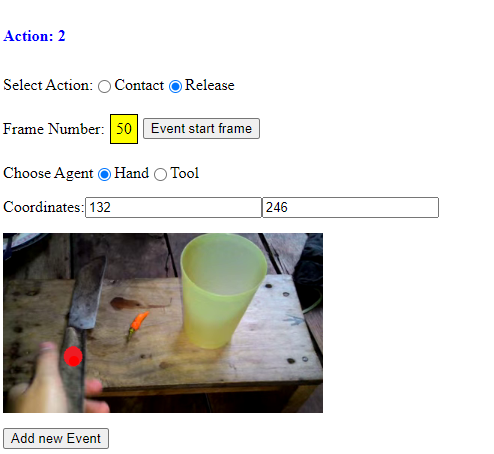 Action: 2
Select Action: Contact Release
Frame Number: 50 Event start frame
Choose Agent Hand Tool
Coordinates: 132 246
Add new Event